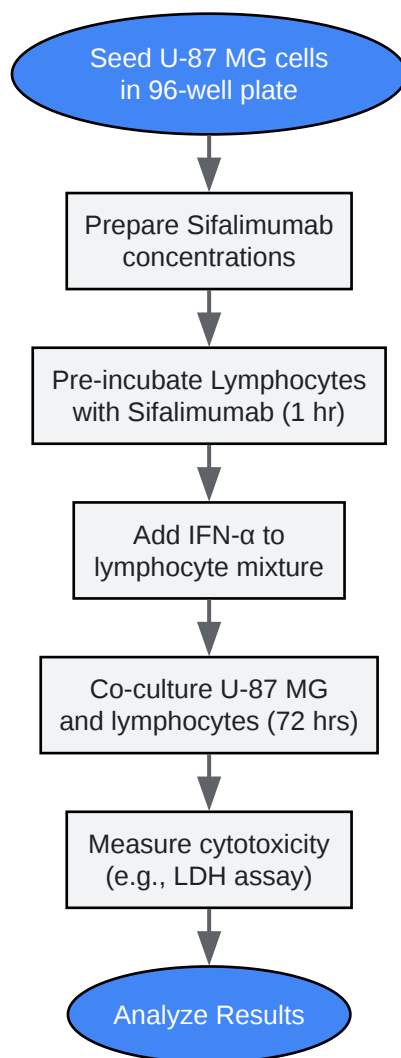 Seed U-87 MG cells
in 96-well plate
Prepare Sifalimumab
concentrations
Pre-incubate Lymphocytes
with Sifalimumab (1 hr)
Add IFN-α to
lymphocyte mixture
Co-culture U-87 MG
and lymphocytes (72 hrs)
Measure cytotoxicity
(e.g., LDH assay)
Analyze Results